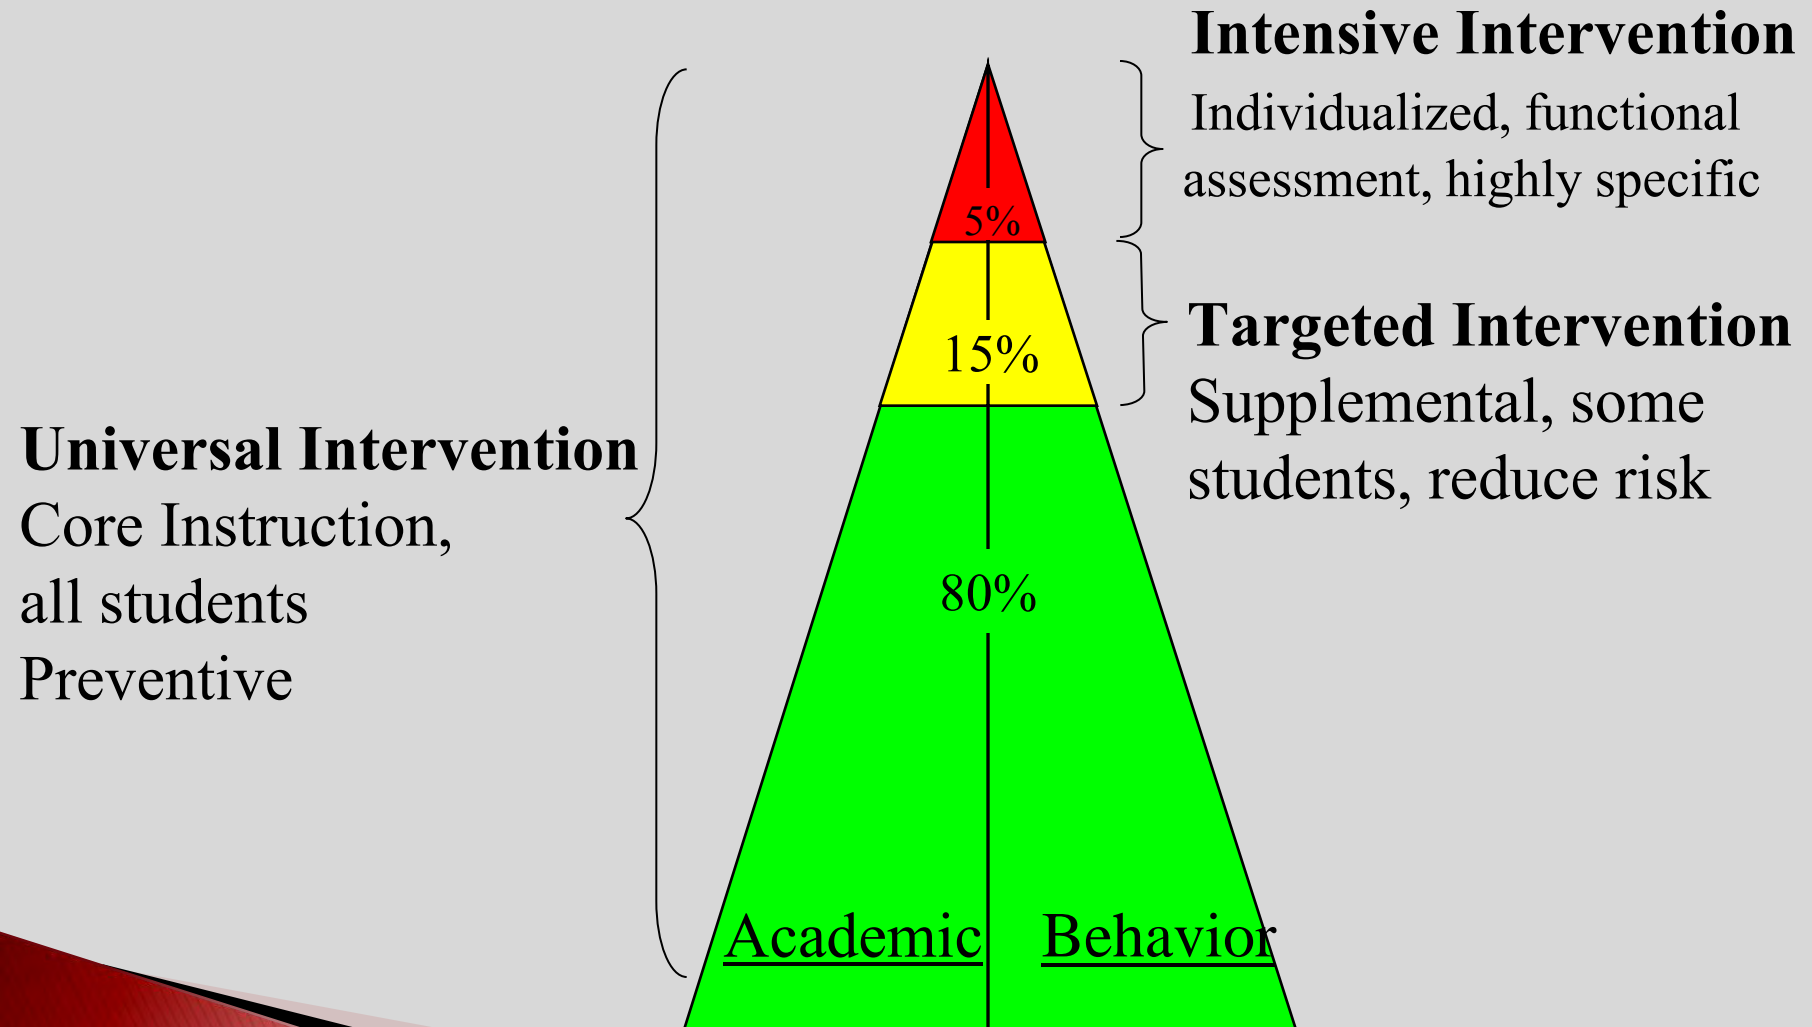 Intensive Intervention
Individualized, functional
assessment, highly specific
5%
Targeted Intervention
Supplemental, some
students, reduce risk
15%
Universal Intervention
Core Instruction,
all students
Preventive
80%
Academic
Behavior